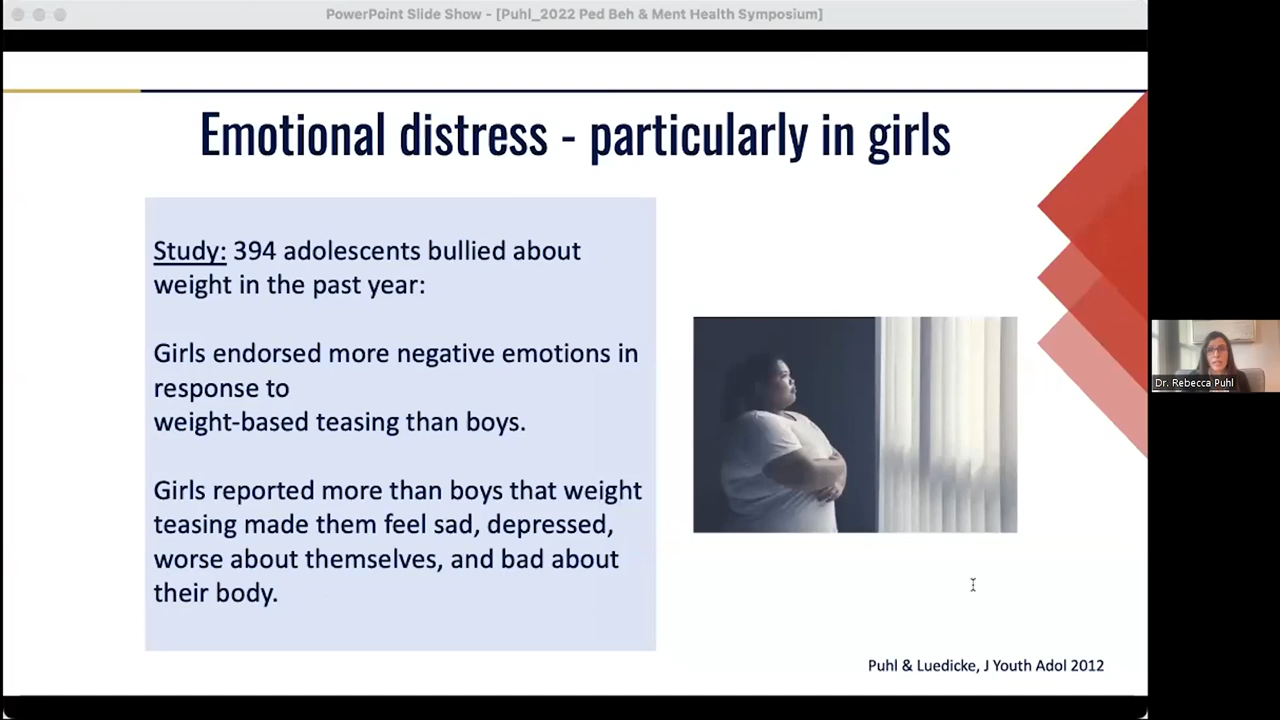 PowerPoint Slide Show - [Puhl_2022 Ped Beh & Ment Health Symposium]
Emotional distress - particularly in girls
Study: 394 adolescents bullied about
weight in the past year:
Girls endorsed more negative emotions in
response to
weight-based teasing than boys.
Girls reported more than boys that weight
teasing made them feel sad, depressed,
worse about themselves, and bad about
their body.
Dr. Rebecca Puhl
Puhl & Luedicke, J Youth Adol 2012